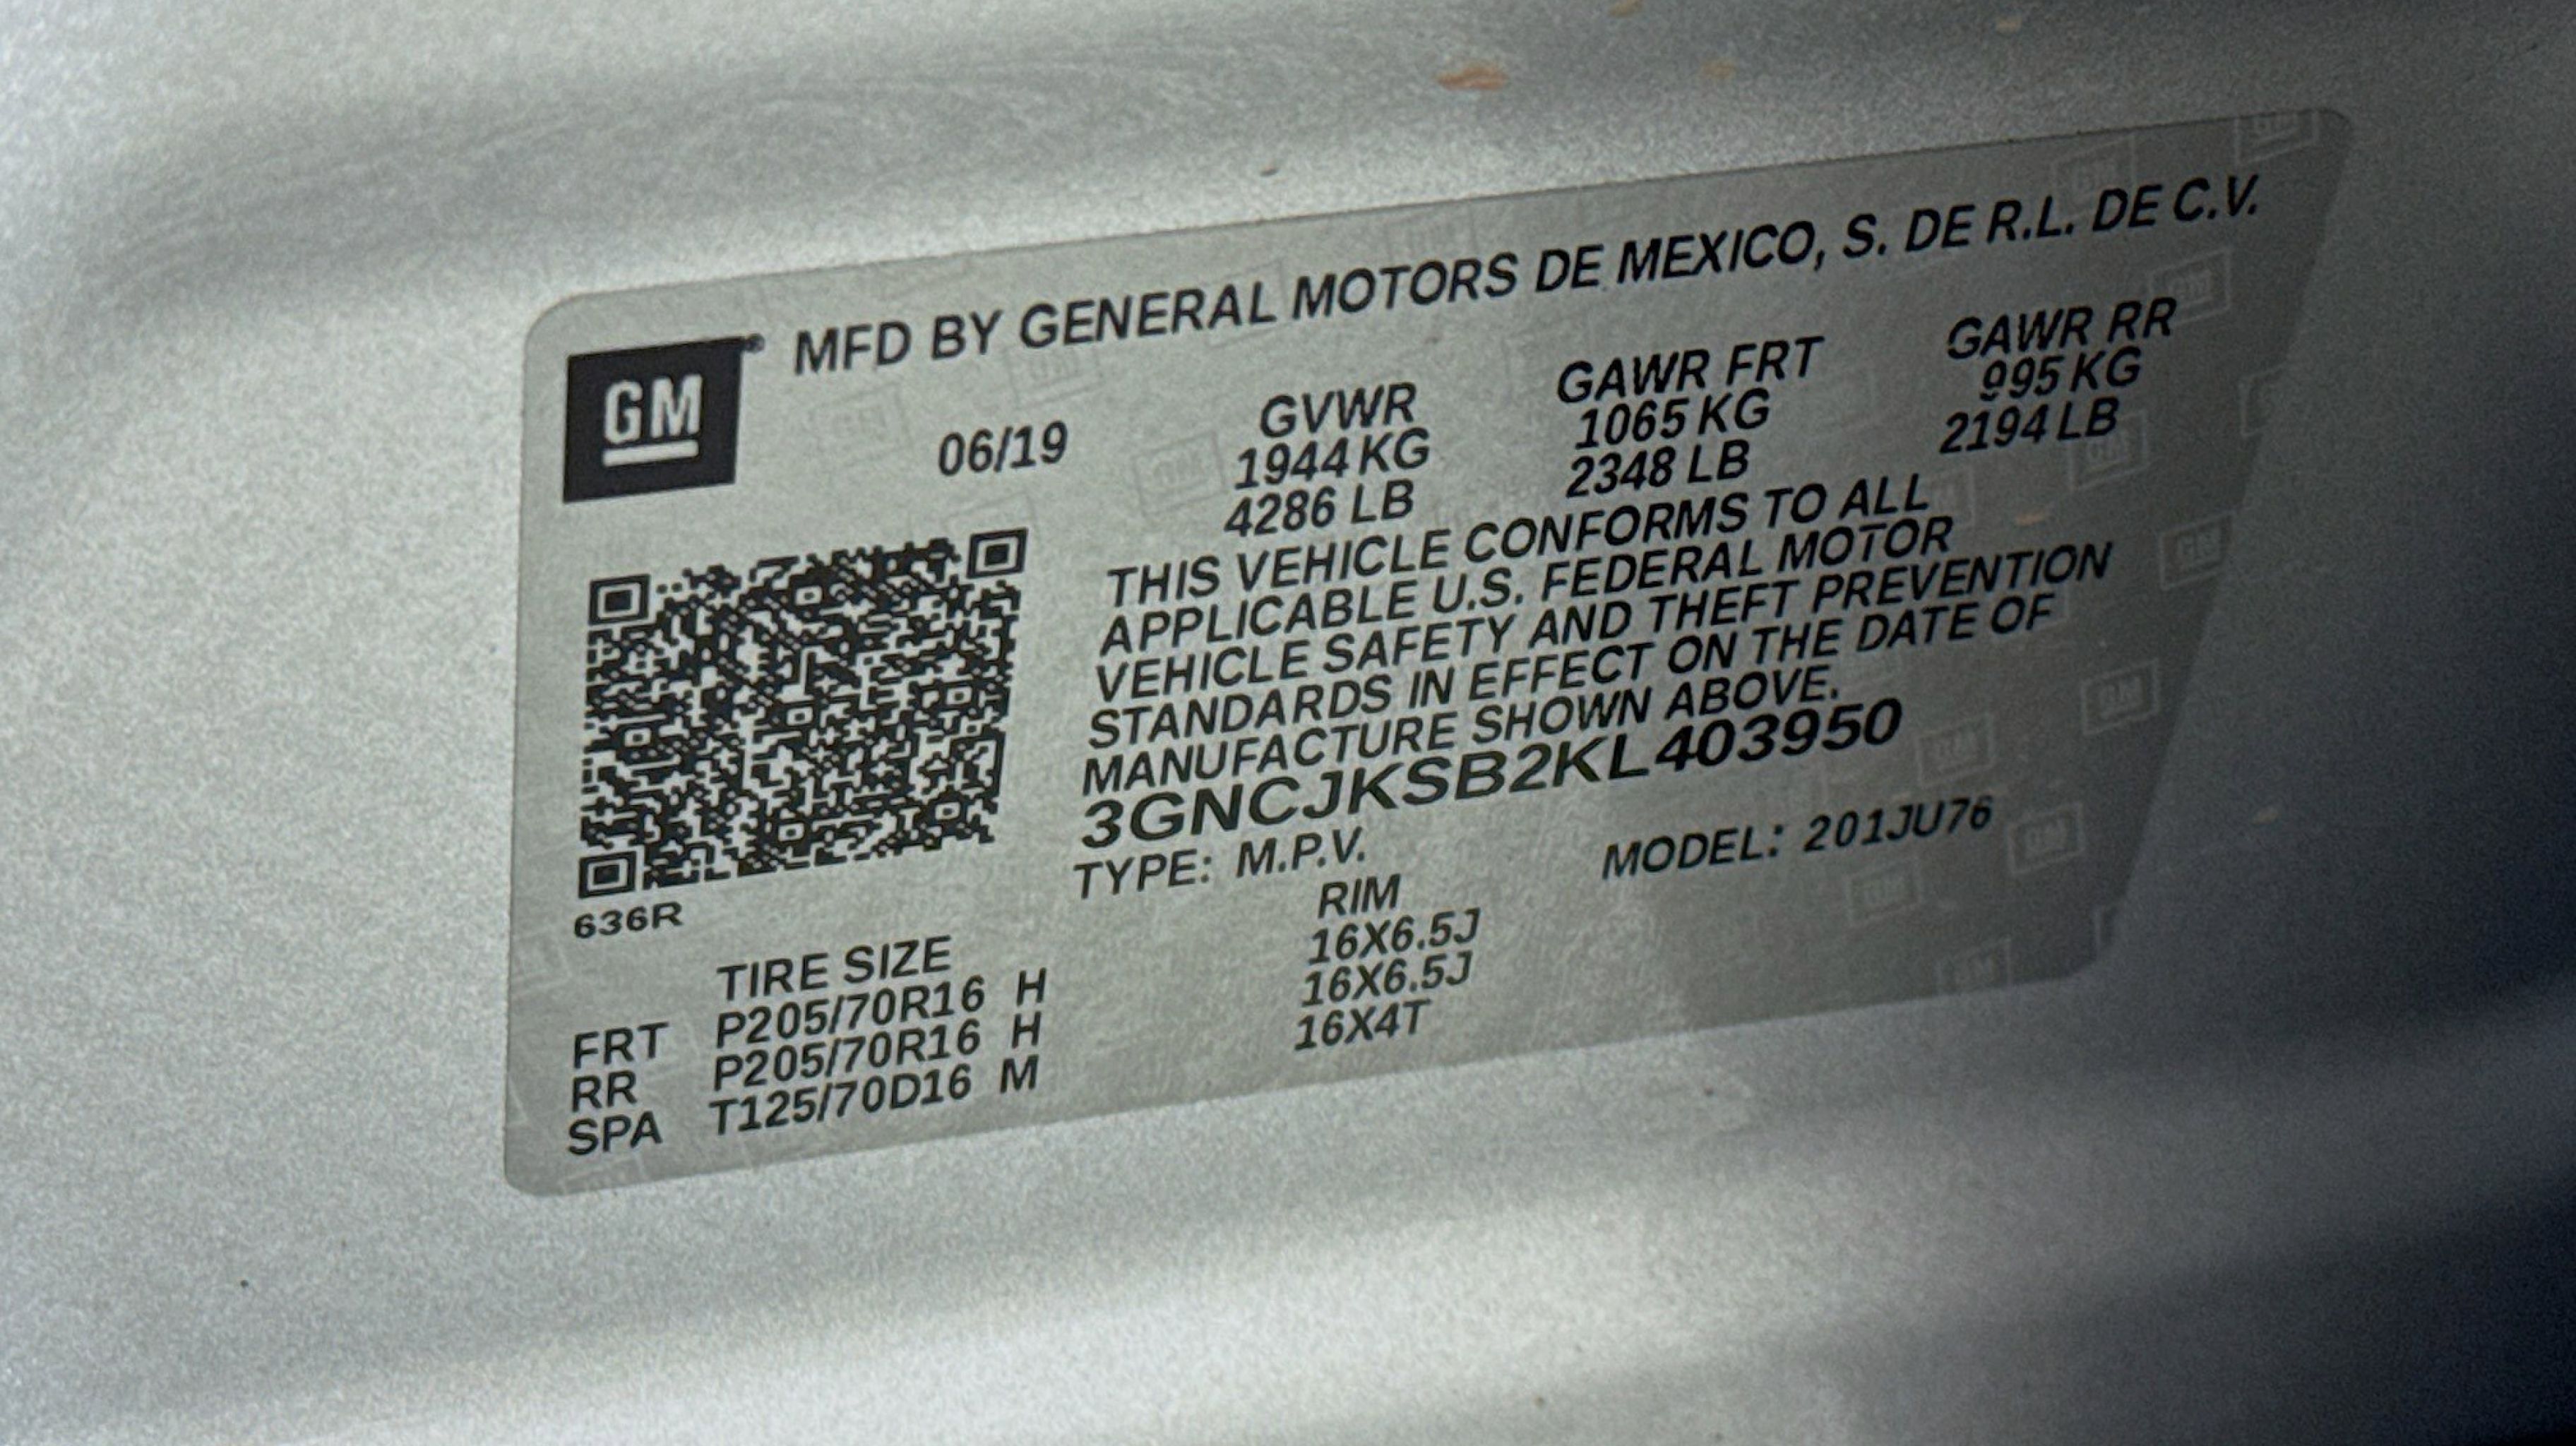 GM® MFD BY GENERAL MOTORS DE MEXICO, S. DE R.L. DE C.V.
06/19 GVWR GAWR FRT GAWR RR
1944 KG 1065 KG 995 KG
4286 LB 2348 LB 2194 LB
THIS VEHICLE CONFORMS TO ALL
APPLICABLE U.S. FEDERAL MOTOR
VEHICLE SAFETY AND THEFT PREVENTION
STANDARDS IN EFFECT ON THE DATE OF
MANUFACTURE SHOWN ABOVE.
3GNCJKSB2KL403950
TYPE: M.P.V. MODEL: 201JU76
636R
TIRE SIZE RIM
FRT P205/70R16 H 16X6.5J
RR P205/70R16 H 16X6.5J
SPA T125/70D16 M 16X4T